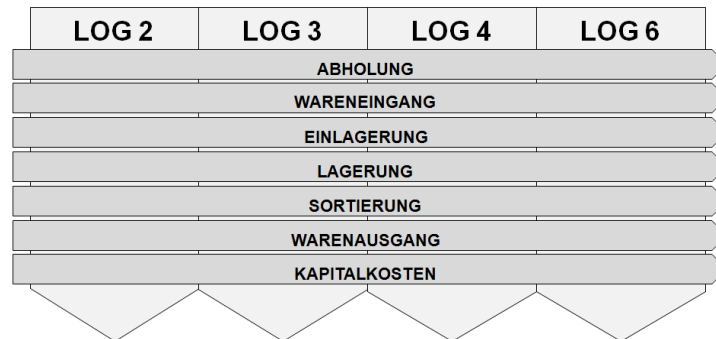 LOG 2 LOG 3 LOG 4 LOG 6
ABHOLUNG
WARENEINGANG
EINLAGERUNG
LAGERUNG
SORTIERUNG
WARENAUSGANG
KAPITALKOSTEN